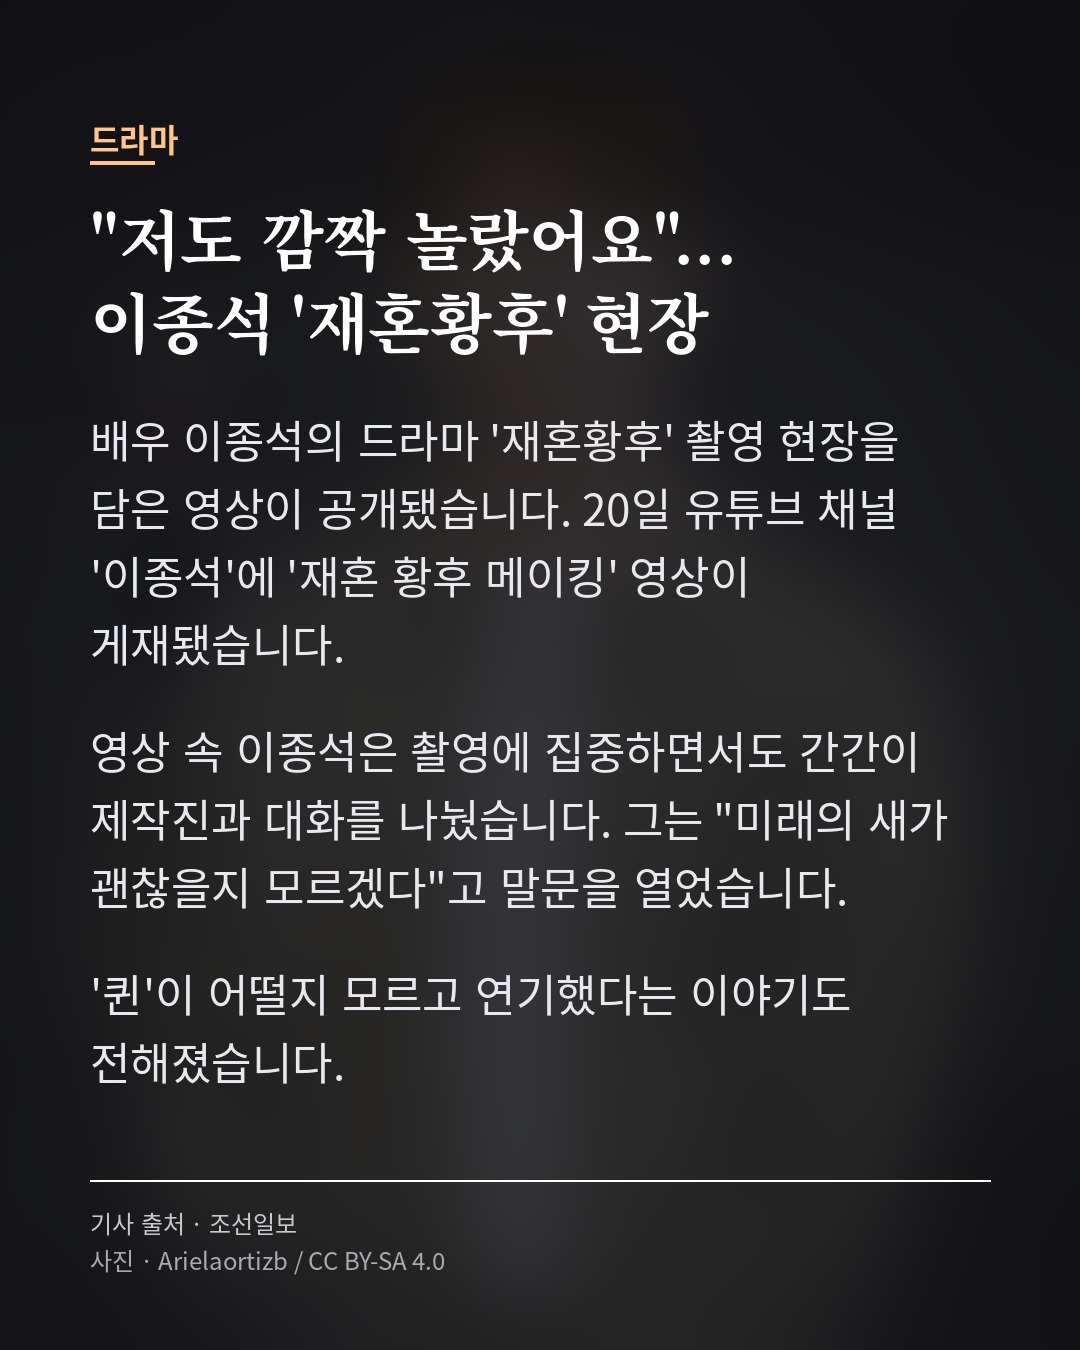 드라마
"저도 깜짝 놀랐어요"...
이종석 '재혼황후' 현장
배우 이종석의 드라마 '재혼황후' 촬영 현장을
담은 영상이 공개됐습니다. 20일 유튜브 채널
'이종석'에 '재혼 황후 메이킹' 영상이
게재됐습니다.
영상 속 이종석은 촬영에 집중하면서도 간간이
제작진과 대화를 나눴습니다. 그는 "미래의 새가
괜찮을지 모르겠다"고 말문을 열었습니다.
'퀸'이 어떨지 모르고 연기했다는 이야기도
전해졌습니다.
기사 출처 · 조선일보
사진 · Arielaortizb / CC BY-SA 4.0